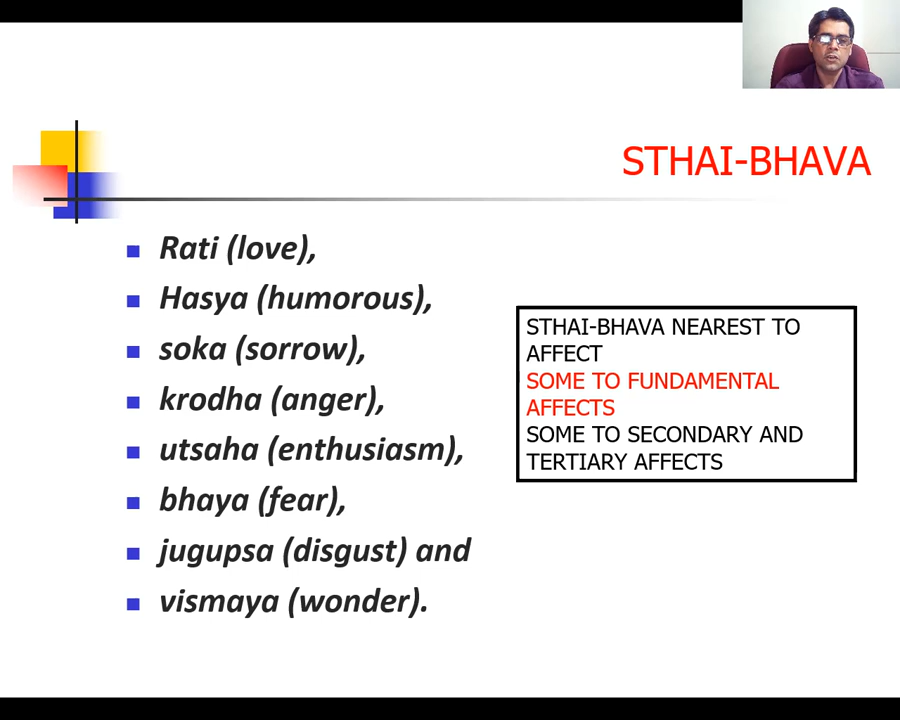 STHAI-BHAVA
Rati (love),
Hasya (humorous),
soka (sorrow),
krodha (anger),
utsaha (enthusiasm),
bhaya (fear),
jugupsa (disgust) and
vismaya (wonder).
STHAI-BHAVA NEAREST TO
AFFECT
SOME TO FUNDAMENTAL
AFFECTS
SOME TO SECONDARY AND
TERTIARY AFFECTS